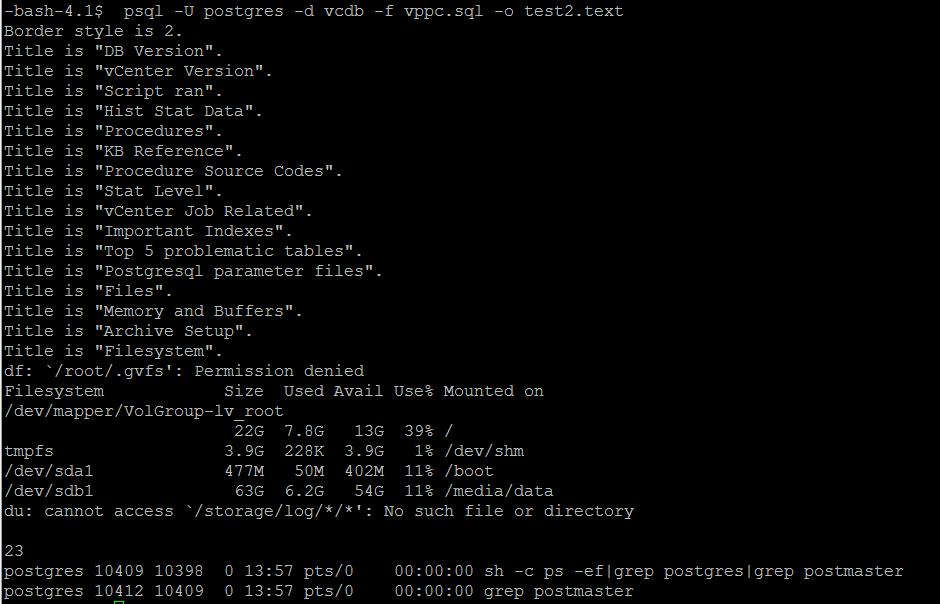 -bash-4.1$  psql -U postgres -d vcdb -f vppc.sql -o test2.text
Border style is 2.
Title is "DB Version".
Title is "vCenter Version".
Title is "Script ran".
Title is "Hist Stat Data".
Title is "Procedures".
Title is "KB Reference".
Title is "Procedure Source Codes".
Title is "Stat Level".
Title is "vCenter Job Related".
Title is "Important Indexes".
Title is "Top 5 problematic tables".
Title is "Postgresql parameter files".
Title is "Files".
Title is "Memory and Buffers".
Title is "Archive Setup".
Title is "Filesystem".
df: `/root/.gvfs': Permission denied
Filesystem            Size  Used Avail Use% Mounted on
/dev/mapper/VolGroup-lv_root
                       22G  7.8G   13G  39% /
tmpfs                 3.9G  228K  3.9G   1% /dev/shm
/dev/sda1             477M   50M  402M  11% /boot
/dev/sdb1              63G  6.2G   54G  11% /media/data
du: cannot access `/storage/log/*/*': No such file or directory
23
postgres 10409 10398  0 13:57 pts/0    00:00:00 sh -c ps -ef|grep postgres|grep postmaster
postgres 10412 10409  0 13:57 pts/0    00:00:00 grep postmaster